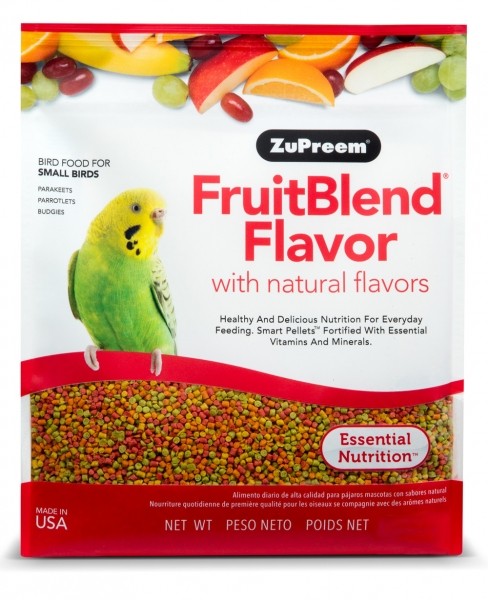 ZuPreem®
BIRD FOOD FOR
SMALL BIRDS
PARAKEETS
PARROTLETS
BUDGIES
FruitBlend®
Flavor
with natural flavors
Healthy And Delicious Nutrition For Everyday
Feeding. Smart Pellets™ Fortified With Essential
Vitamins And Minerals.
Essential
Nutrition™
Alimento diario de alta calidad para pájaros mascotas con sabores natural
Nourriture quotidienne de première qualité pour les oiseaux se compagnie avec des arômes naturels
MADE IN
USA
NET WT PESO NETO POIDS NET